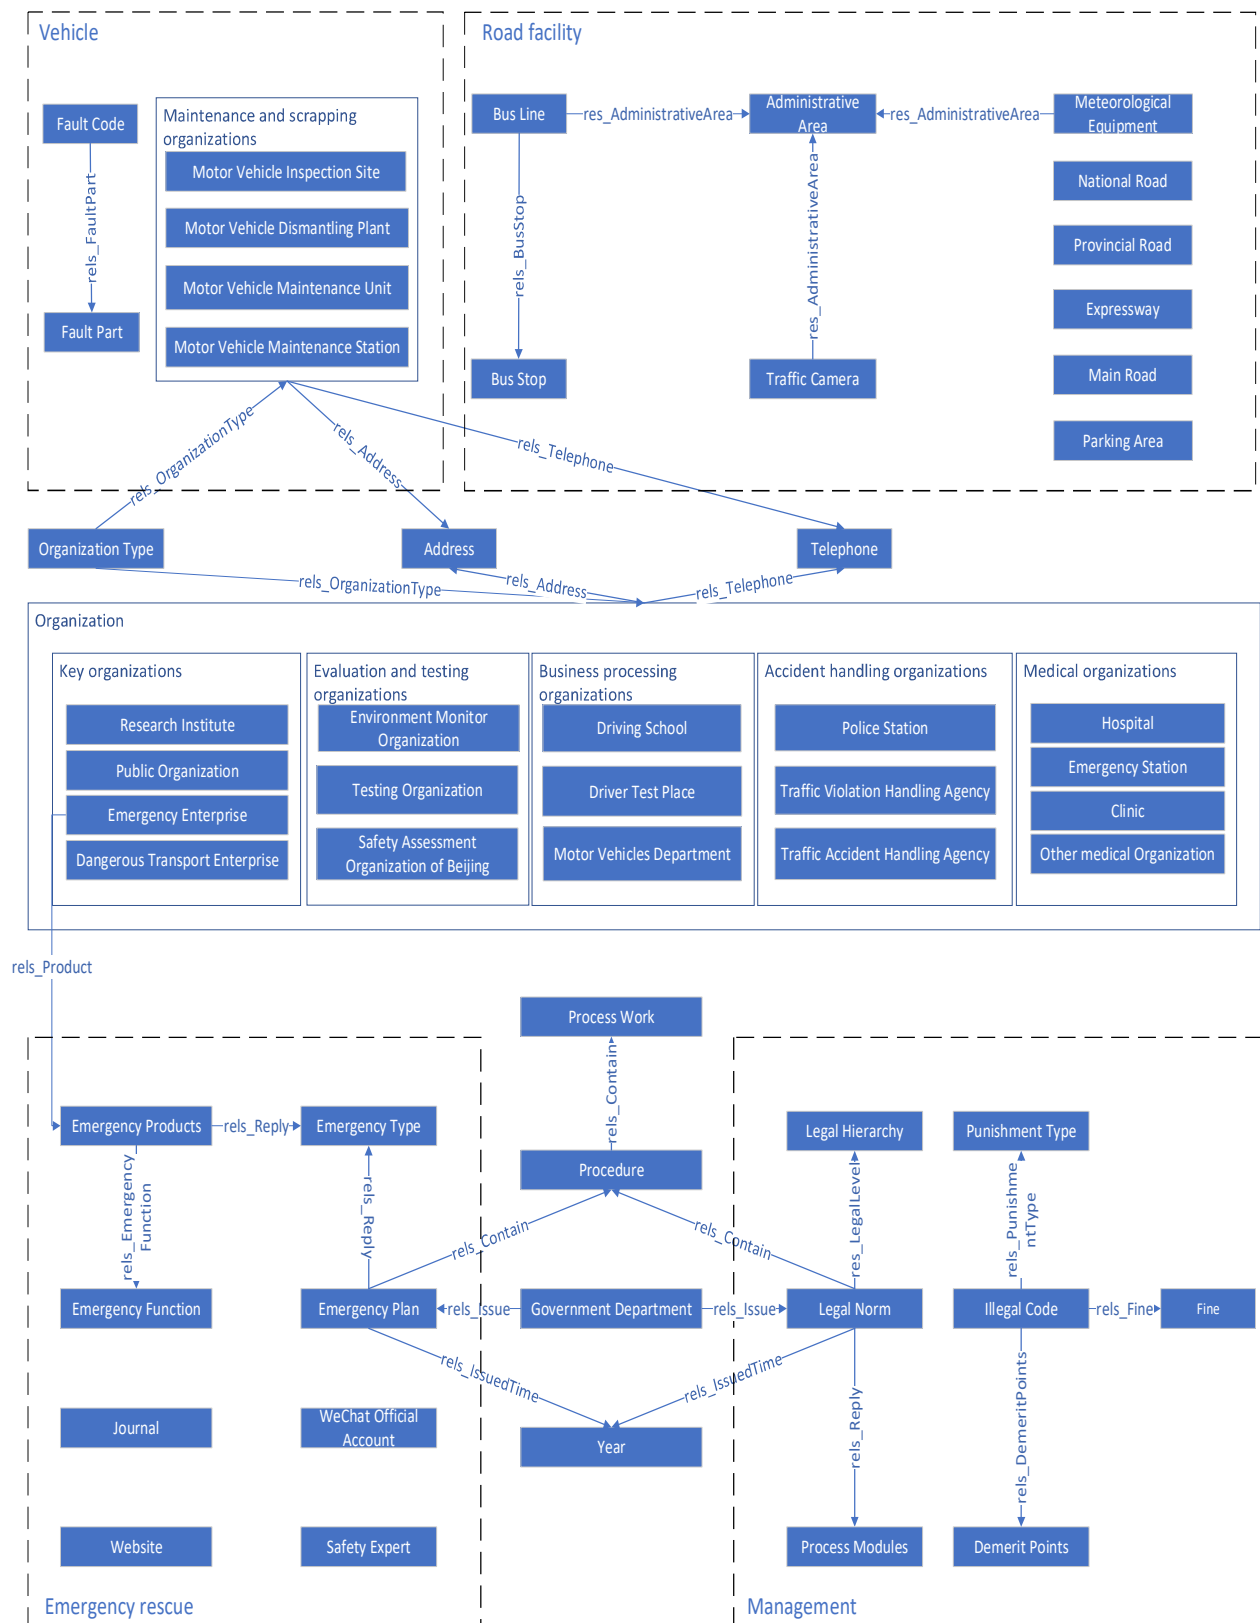 Vehicle
Road facility
Fault Code
Maintenance and scrapping
organizations
Motor Vehicle Inspection Site
Motor Vehicle Dismantling Plant
Motor Vehicle Maintenance Unit
Motor Vehicle Maintenance Station
rels_FaultPart
Fault Part
Bus Line
res_AdministrativeArea
Administrative
Area
res_AdministrativeArea
Meteorological
Equipment
National Road
Provincial Road
Expressway
Main Road
Parking Area
rels_BusStop
res_AdministrativeArea
Bus Stop
Traffic Camera
rels_OrganizationType
rels_Address
rels_Telephone
Organization Type
Address
Telephone
rels_OrganizationType
rels_Address
rels_Telephone
Organization
Key organizations
Research Institute
Public Organization
Emergency Enterprise
Dangerous Transport Enterprise
Evaluation and testing
organizations
Environment Monitor
Organization
Testing Organization
Safety Assessment
Organization of Beijing
Business processing
organizations
Driving School
Driver Test Place
Motor Vehicles Department
Accident handling organizations
Police Station
Traffic Violation Handling Agency
Traffic Accident Handling Agency
Medical organizations
Hospital
Emergency Station
Clinic
Other medical Organization
rels_Product
Process Work
rels_Contain
Procedure
Emergency Products
rels_Reply
Emergency Type
rels_Emergency_
Function
rels_Reply
rels_Contain
rels_Contain
Emergency Function
Emergency Plan
rels_Issue
Government Department
rels_Issue
Legal Norm
rels_IssuedTime
rels_IssuedTime
Year
Journal
WeChat Official
Account
Website
Safety Expert
Emergency rescue
Legal Hierarchy
Punishment Type
res_LegalLevel
rels_Punishme
ntType
Illegal Code
rels_Fine
Fine
rels_Reply
rels_DemeritPoints
Process Modules
Demerit Points
Management